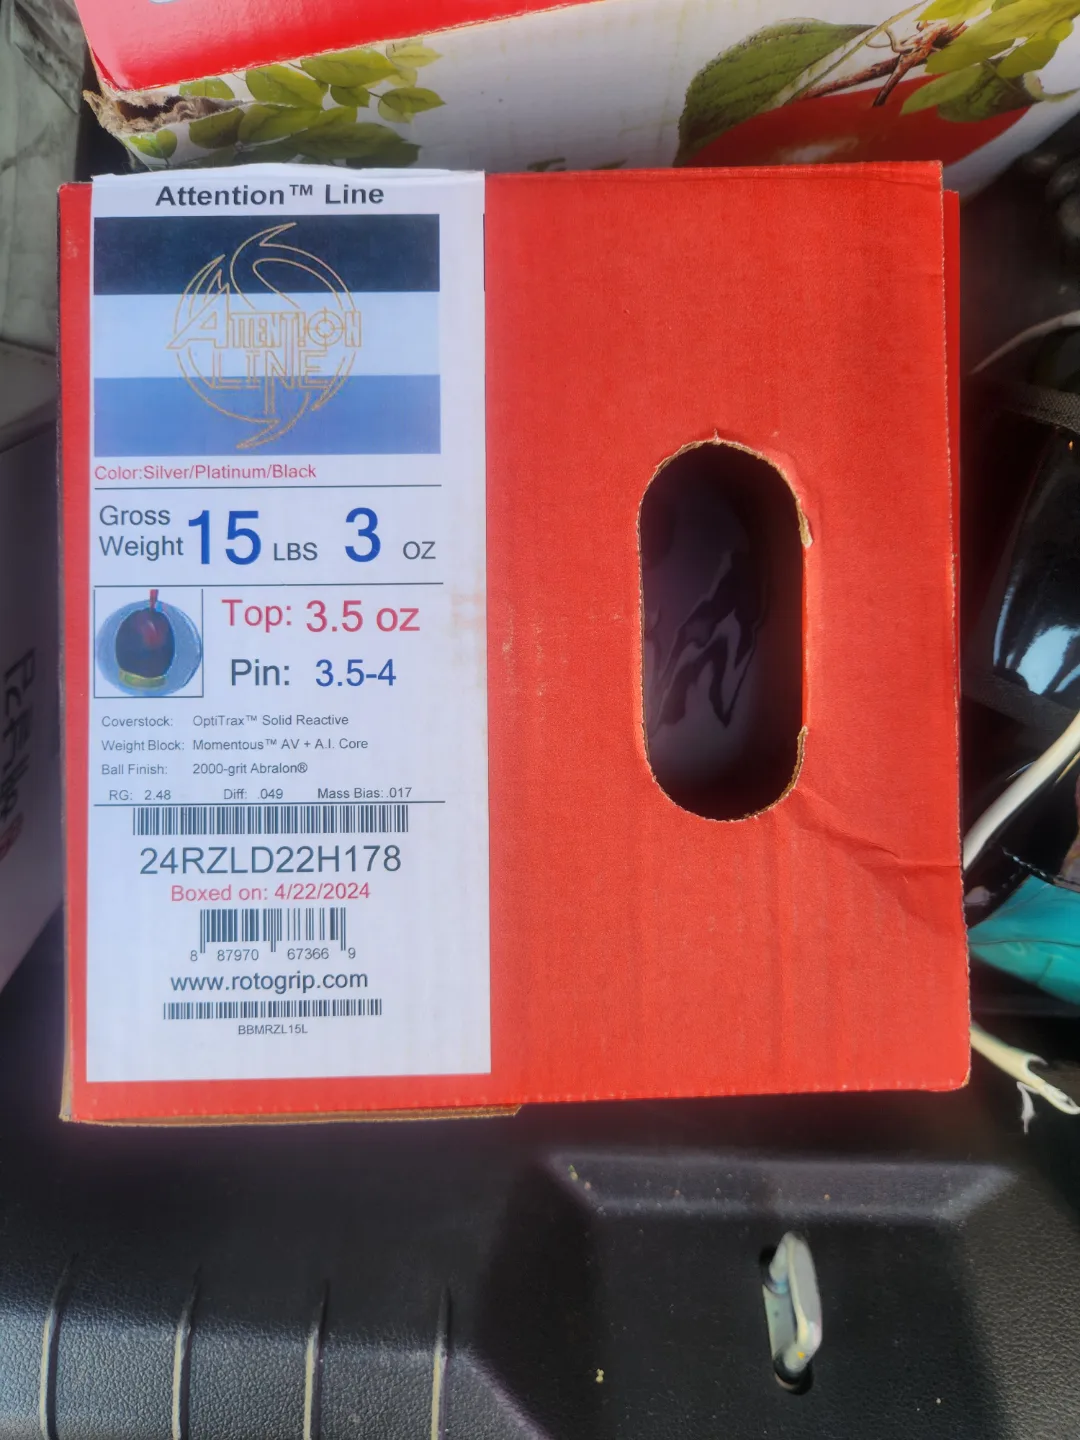 Attention™ Line
ATTENTION
LINE
Color:Silver/Platinum/Black
Gross
Weight 15 LBS 3 OZ
Top: 3.5 oz
Pin: 3.5-4
Coverstock: OptiTrax™ Solid Reactive
Weight Block: Momentous™ AV + A.I. Core
Ball Finish: 2000-grit Abralon®
RG: 2.48 Diff: .049 Mass Bias: .017
24RZLD22H178
Boxed on: 4/22/2024
8 87970 67366 9
www.rotogrip.com
BBMRZL15L